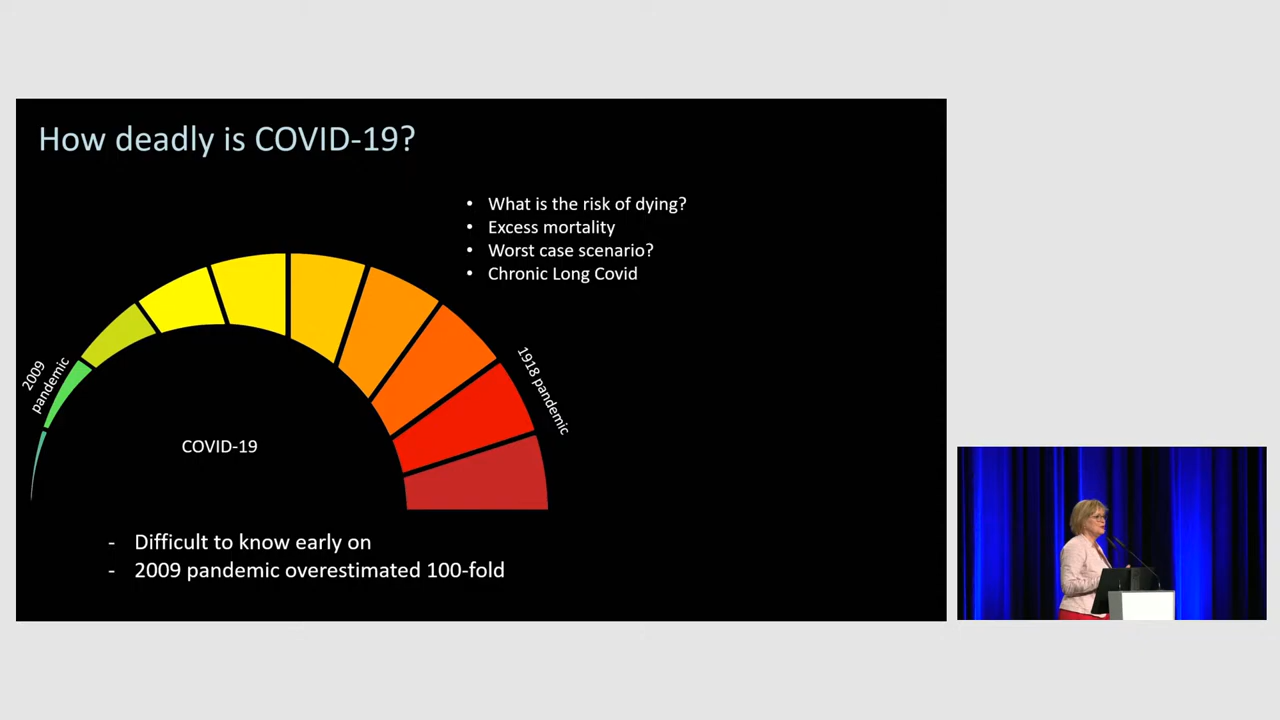 How deadly is COVID-19?
• What is the risk of dying?
• Excess mortality
• Worst case scenario?
• Chronic Long Covid
2009
pandemic
1918 pandemic
COVID-19
- Difficult to know early on
- 2009 pandemic overestimated 100-fold